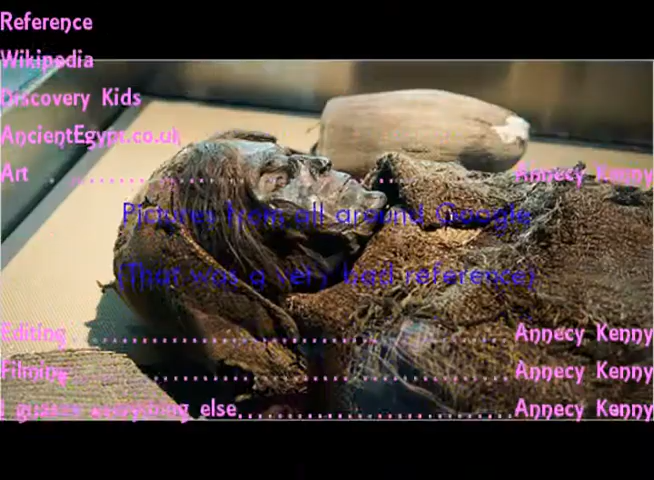 Reference
Wikipedia
Discovery Kids
AncientEgypt.co.uk
Art ................ Annecy Kenny
Pictures from all around Google
(That was a very bad reference)
Editing ................ Annecy Kenny
Filming ................ Annecy Kenny
I guess everything else................ Annecy Kenny